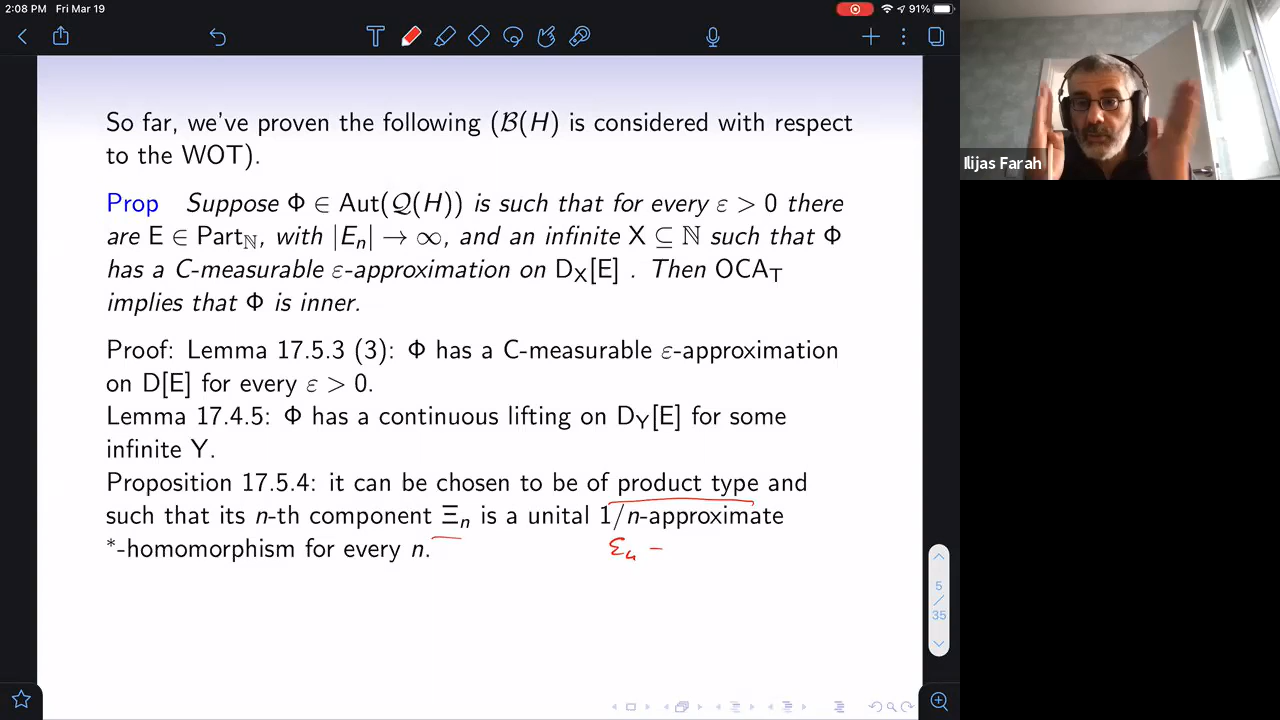 2:08 PM Fri Mar 19
91%
So far, we've proven the following (ℬ(H) is considered with respect
to the WOT).
Prop Suppose Φ ∈ Aut(𝒬(H)) is such that for every ε > 0 there
are E ∈ Part_ℕ, with |E_n| → ∞, and an infinite X ⊆ ℕ such that Φ
has a C-measurable ε-approximation on D_X[E] . Then OCA_T
implies that Φ is inner.
Proof: Lemma 17.5.3 (3): Φ has a C-measurable ε-approximation
on D[E] for every ε > 0.
Lemma 17.4.5: Φ has a continuous lifting on D_Y[E] for some
infinite Y.
Proposition 17.5.4: it can be chosen to be of product type and
such that its n-th component Ξ_n is a unital 1/n-approximate
*-homomorphism for every n.
ε_n –
5
/
35
Ilijas Farah